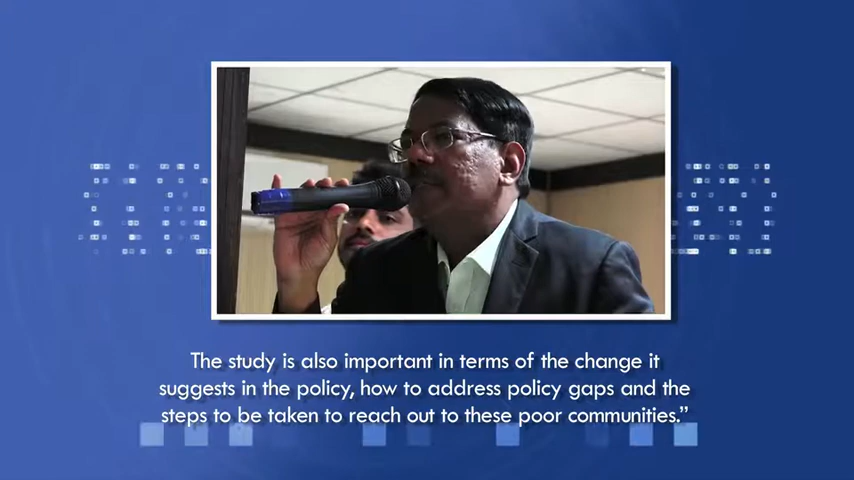 The study is also important in terms of the change it
suggests in the policy, how to address policy gaps and the
steps to be taken to reach out to these poor communities.”